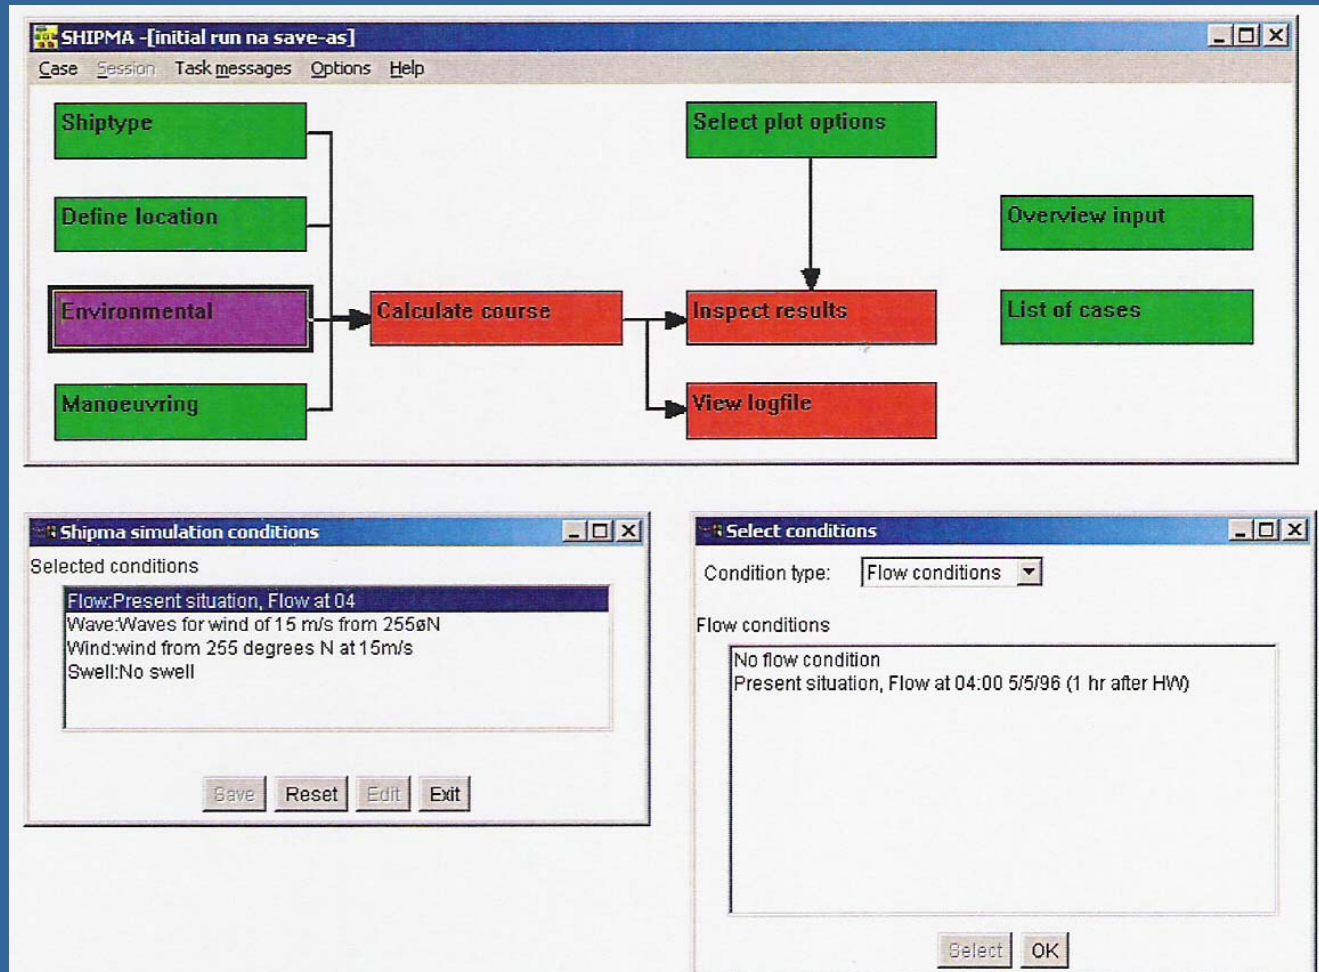 SHIPMA -[initial run na save-as]
Case Session Task messages Options Help
Shiptype
Select plot options
Define location
Overview input
Environmental
Calculate course
Inspect results
List of cases
Manoeuvring
View logfile
Shipma simulation conditions
Selected conditions
Flow:Present situation, Flow at 04
Wave:Waves for wind of 15 m/s from 255øN
Wind:wind from 255 degrees N at 15m/s
Swell:No swell
Save Reset Edit Exit
Select conditions
Condition type: Flow conditions
Flow conditions
No flow condition
Present situation, Flow at 04:00 5/5/96 (1 hr after HW)
Select OK